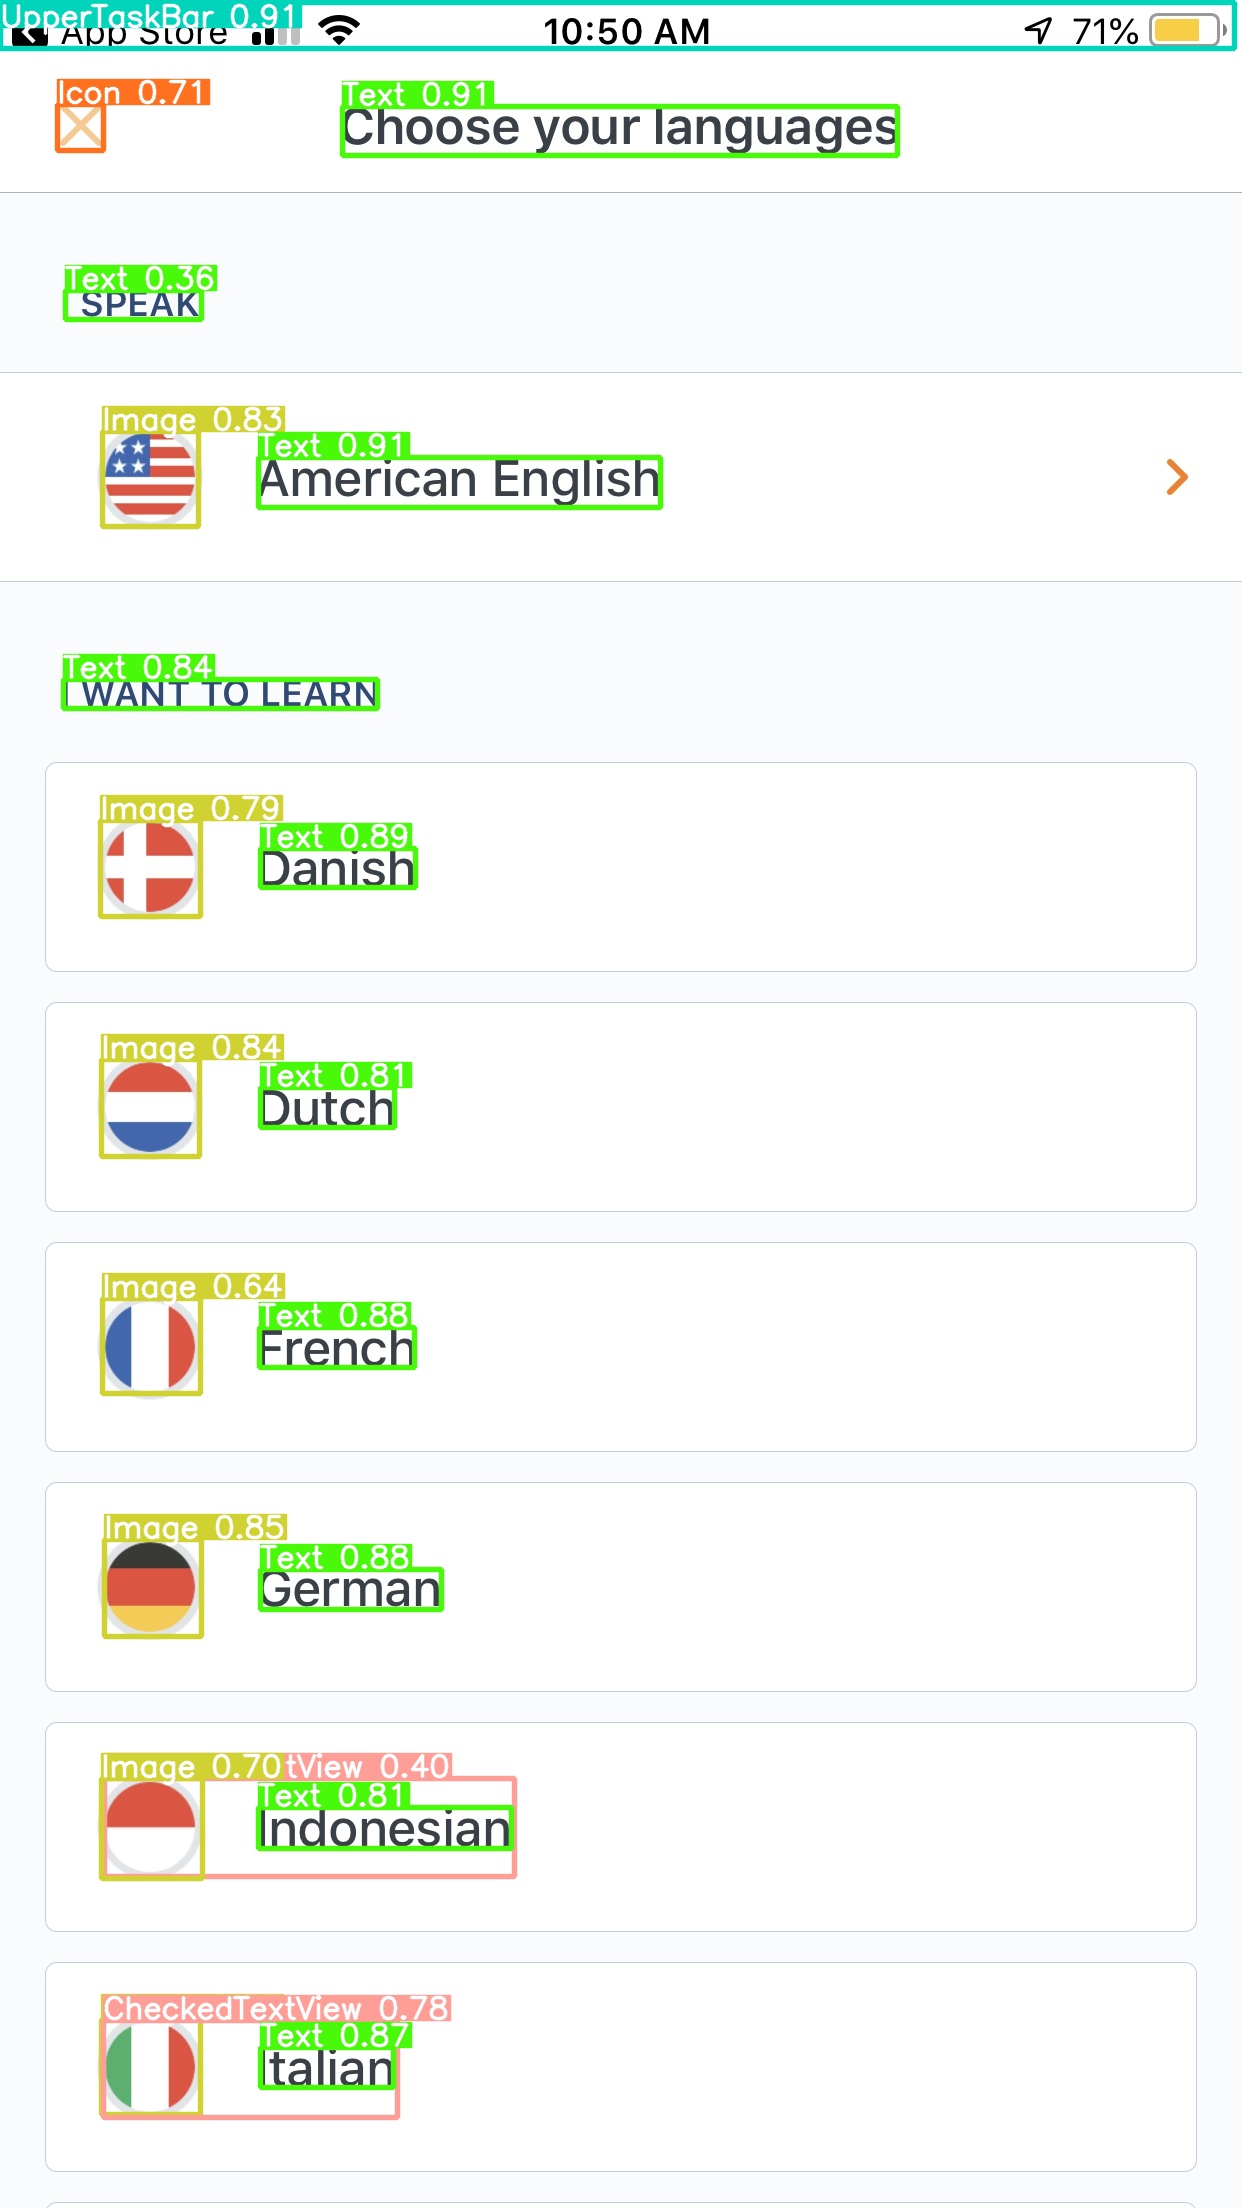 UpperTaskBar 0.91
App Store 10:50 AM 71%
Icon 0.71
Text 0.91
Choose your languages
Text 0.36
I SPEAK
Image 0.83
Text 0.91
American English
Text 0.84
I WANT TO LEARN
Image 0.79
Text 0.89
Danish
Image 0.84
Text 0.81
Dutch
Image 0.64
Text 0.88
French
Image 0.85
Text 0.88
German
Image 0.70 tView 0.40
Text 0.81
Indonesian
CheckedTextView 0.78
Text 0.87
Italian